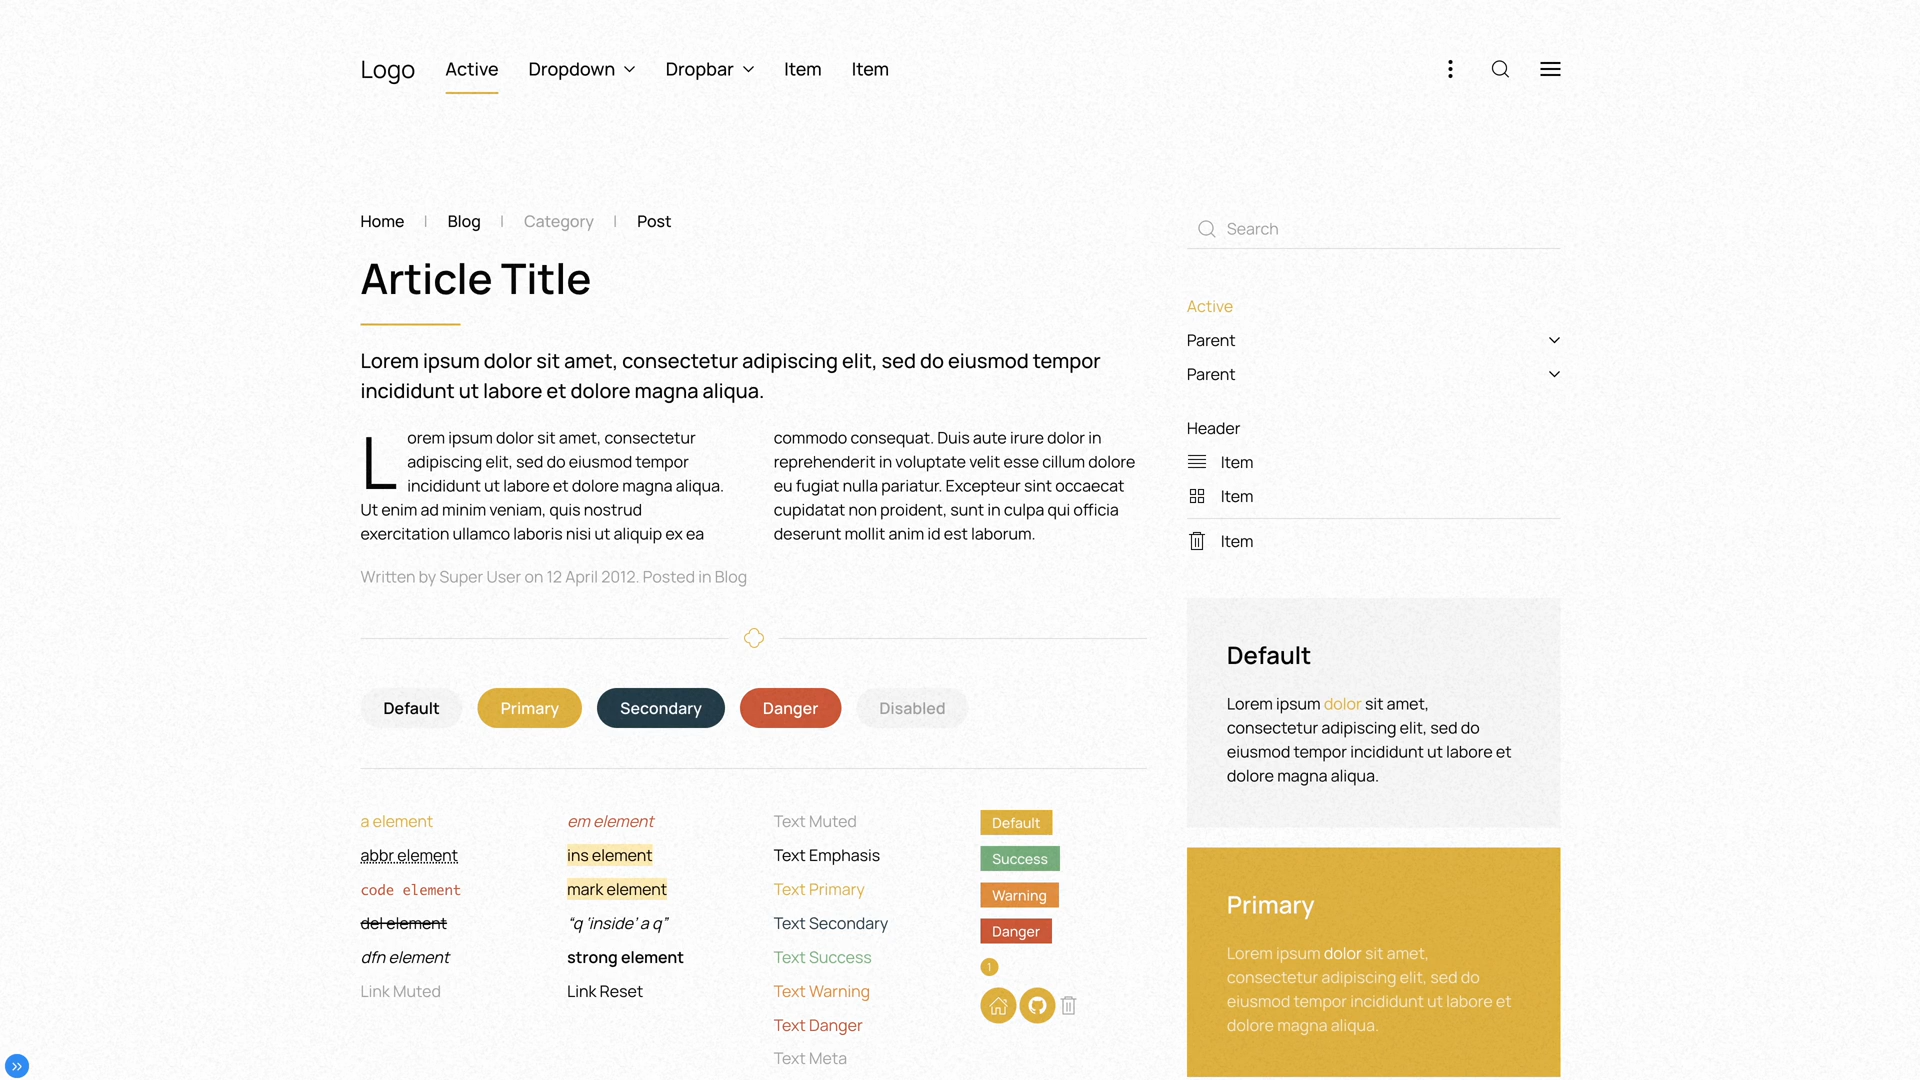 Logo
Active
Dropdown
Dropbar
Item
Item
Home
Blog
Category
Post
Article Title
Lorem ipsum dolor sit amet, consectetur adipiscing elit, sed do eiusmod tempor
incididunt ut labore et dolore magna aliqua.
Lorem ipsum dolor sit amet, consectetur
adipiscing elit, sed do eiusmod tempor
incididunt ut labore et dolore magna aliqua.
Ut enim ad minim veniam, quis nostrud
exercitation ullamco laboris nisi ut aliquip ex ea
commodo consequat. Duis aute irure dolor in
reprehenderit in voluptate velit esse cillum dolore
eu fugiat nulla pariatur. Excepteur sint occaecat
cupidatat non proident, sunt in culpa qui officia
deserunt mollit anim id est laborum.
Written by Super User on 12 April 2012. Posted in Blog
Default
Primary
Secondary
Danger
Disabled
a element
abbr element
code element
del element
dfn element
Link Muted
em element
ins element
mark element
“q ‘inside’ a q”
strong element
Link Reset
Text Muted
Text Emphasis
Text Primary
Text Secondary
Text Success
Text Warning
Text Danger
Text Meta
Default
Success
Warning
Danger
1
Search
Active
Parent
Parent
Header
Item
Item
Item
Default
Lorem ipsum dolor sit amet,
consectetur adipiscing elit, sed do
eiusmod tempor incididunt ut labore et
dolore magna aliqua.
Primary
Lorem ipsum dolor sit amet,
consectetur adipiscing elit, sed do
eiusmod tempor incididunt ut labore et
dolore magna aliqua.